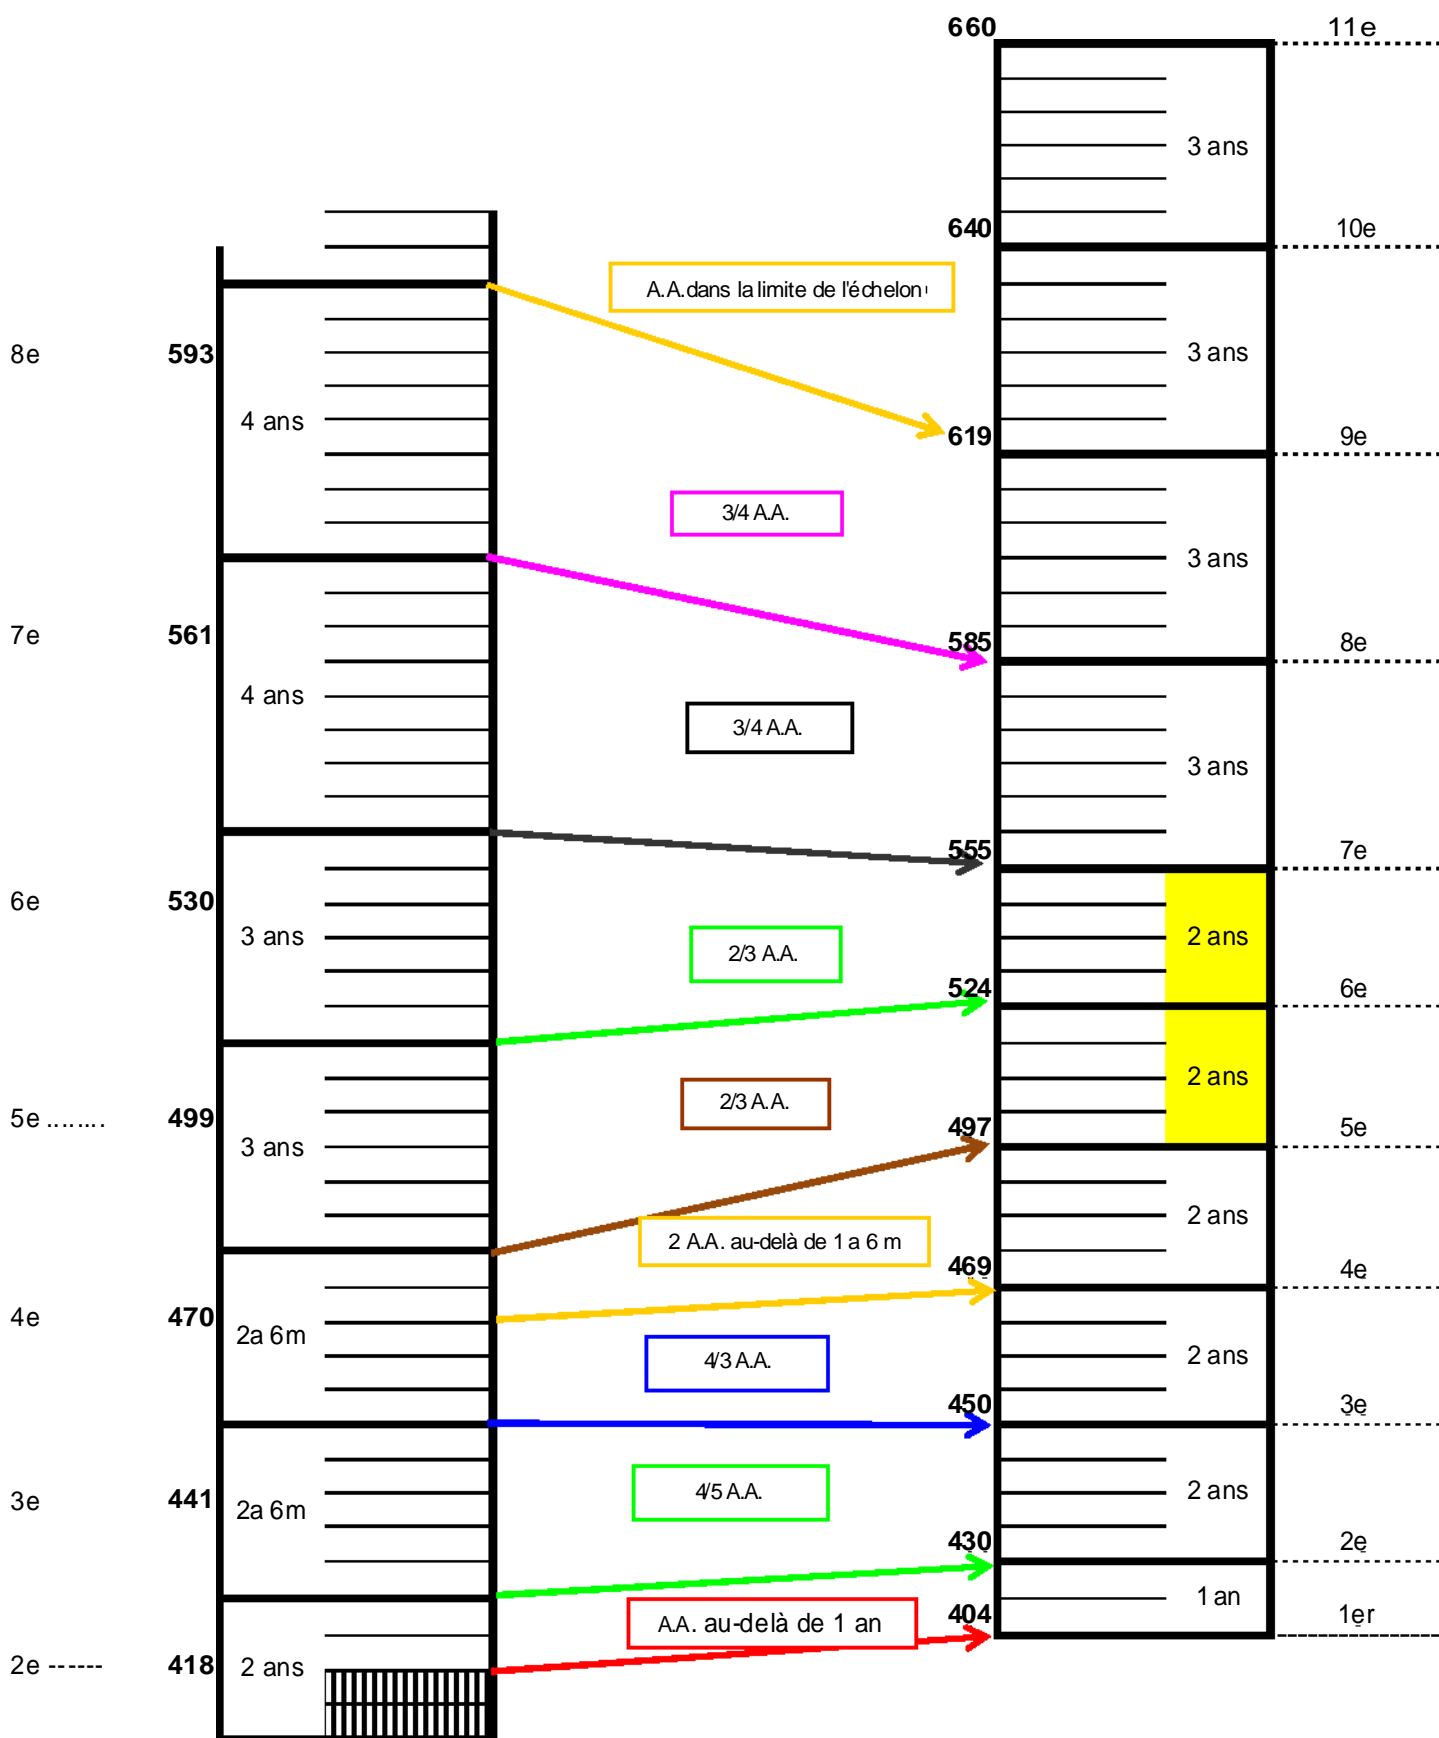 660 11e
3 ans
640 10e
A.A.dans la limite de l'échelon
8e 593 3 ans
4 ans
619 9e
3/4 A.A.
3 ans
7e 561 585 8e
4 ans
3/4 A.A.
3 ans
555 7e
6e 530
3 ans 2/3 A.A. 2 ans
524 6e
2/3 A.A. 2 ans
5e ........ 499 497 5e
3 ans
2 A.A. au-delà de 1 a 6 m 2 ans
469 4e
4e 470
2a 6m 4/3 A.A. 2 ans
450 3e
3e 441 4/5 A.A. 2 ans
2a 6m
430 2e
1 an
A.A. au-delà de 1 an 404 1er
2e ------ 418 2 ans